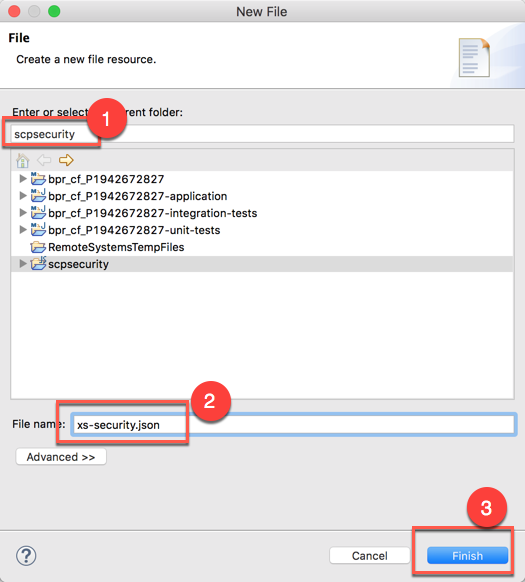 New File
File
Create a new file resource.
Enter or select rent folder:
1
scpsecurity
bpr_cf_P1942672827
bpr_cf_P1942672827-application
bpr_cf_P1942672827-integration-tests
bpr_cf_P1942672827-unit-tests
RemoteSystemsTempFiles
scpsecurity
2
File name: xs-security.json
Advanced >>
3
?
Cancel
Finish